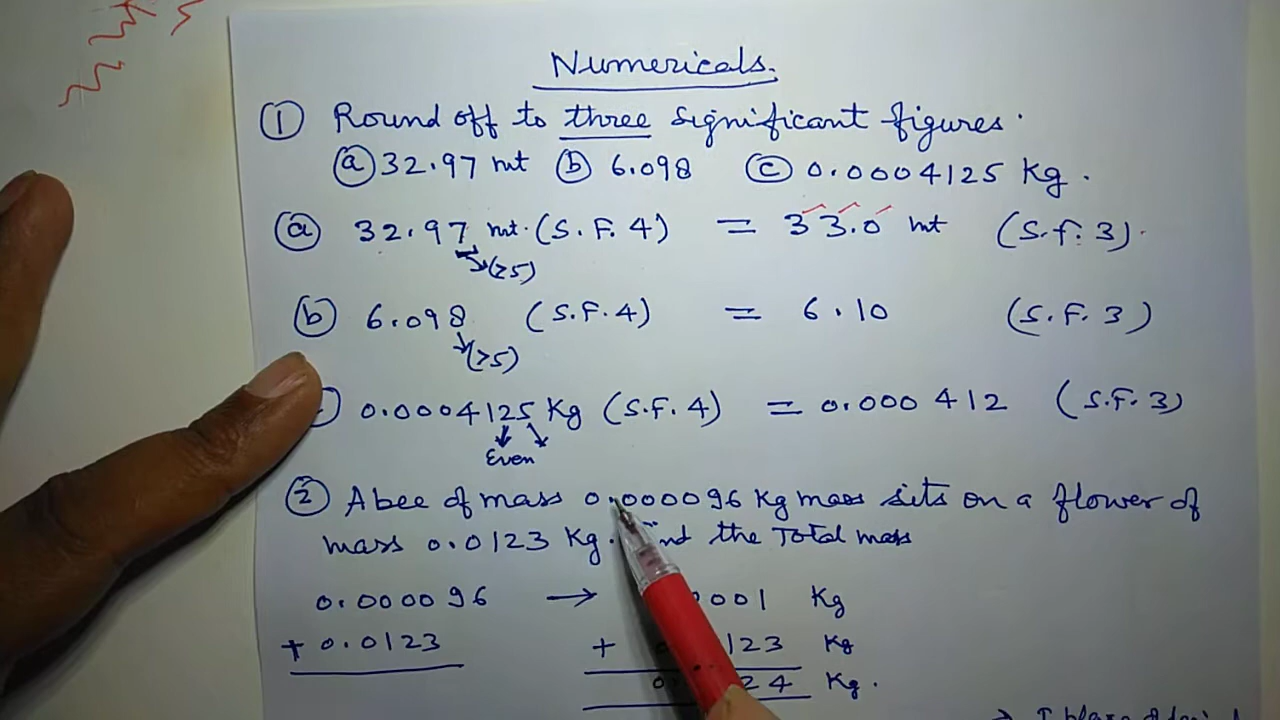 Numericals.
① Round off to three significant figures.
ⓐ 32.97 mt ⓑ 6.098 ⓒ 0.0004125 Kg.
ⓐ 32.97 mt. (S.F. 4) = 33.0 mt (S.f. 3).
(>5)
ⓑ 6.098 (S.F. 4) = 6.10 (S.F. 3)
(>5)
0.0004125 Kg (S.F. 4) = 0.000412 (S.F. 3)
Even
② A bee of mass 0.000096 Kg mass sits on a flower of
mass 0.0123 Kg. the Total mass
0.000096 → 001 Kg
+ 0.0123 + 123 Kg
24 Kg.